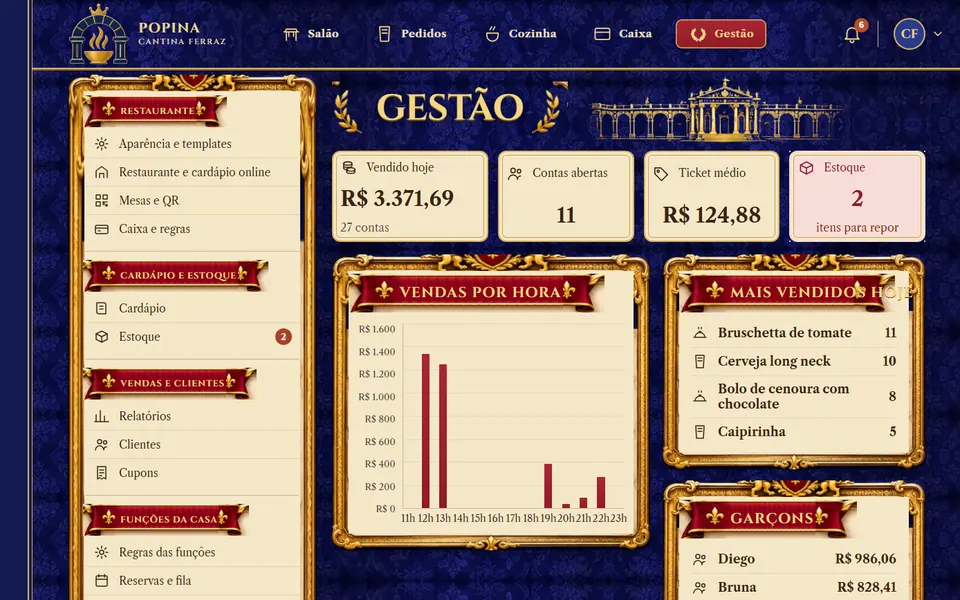 POPINA
CANTINA FERRAZ
Salão
Pedidos
Cozinha
Caixa
Gestão
6
CF
RESTAURANTE
Aparência e templates
Restaurante e cardápio online
Mesas e QR
Caixa e regras
CARDÁPIO E ESTOQUE
Cardápio
Estoque
2
VENDAS E CLIENTES
Relatórios
Clientes
Cupons
FUNÇÕES DA CASA
Regras das funções
Reservas e fila
GESTÃO
Vendido hoje
R$ 3.371,69
27 contas
Contas abertas
11
Ticket médio
R$ 124,88
Estoque
2
itens para repor
VENDAS POR HORA
R$ 1.600
R$ 1.400
R$ 1.200
R$ 1.000
R$ 800
R$ 600
R$ 400
R$ 200
R$ 0
11h 12h 13h 14h 15h 16h 17h 18h 19h 20h 21h 22h 23h
MAIS VENDIDOS HOJE
Bruschetta de tomate 11
Cerveja long neck 10
Bolo de cenoura com
chocolate 8
Caipirinha 5
GARÇONS
Diego R$ 986,06
Bruna R$ 828,41